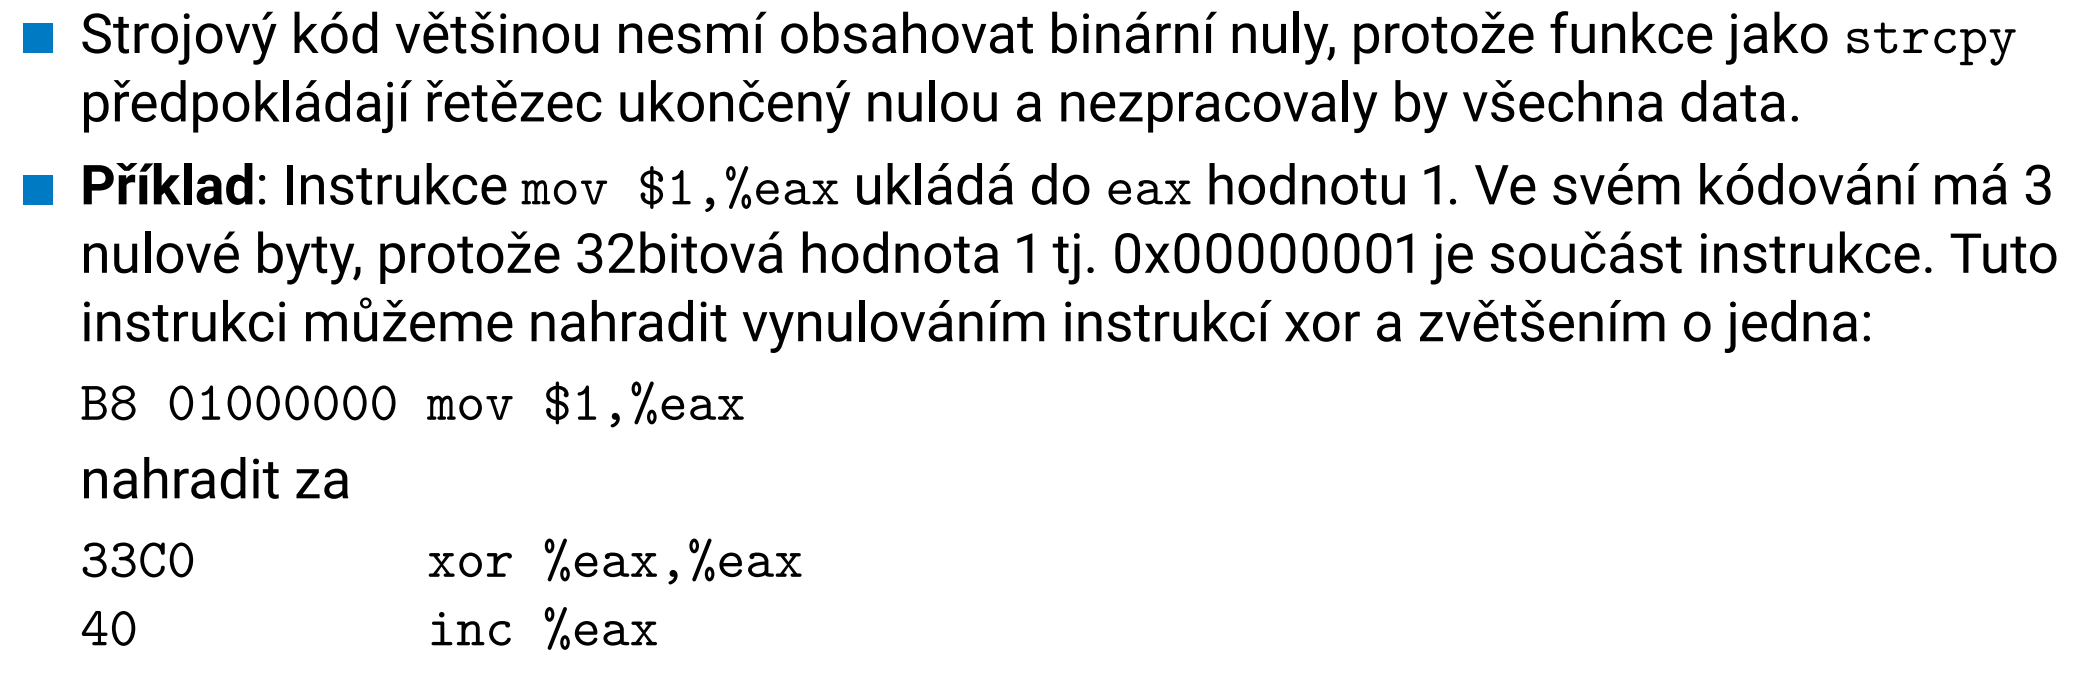 Strojový kód většinou nesmí obsahovat binární nuly, protože funkce jako strcpy
předpokládají řetězec ukončený nulou a nezpracovaly by všechna data.
Příklad: Instrukce mov $1,%eax ukládá do eax hodnotu 1. Ve svém kódování má 3
nulové byty, protože 32bitová hodnota 1 tj. 0x00000001 je součást instrukce. Tuto
instrukci můžeme nahradit vynulováním instrukcí xor a zvětšením o jedna:
B8 01000000 mov $1,%eax
nahradit za
33C0 xor %eax,%eax
40 inc %eax